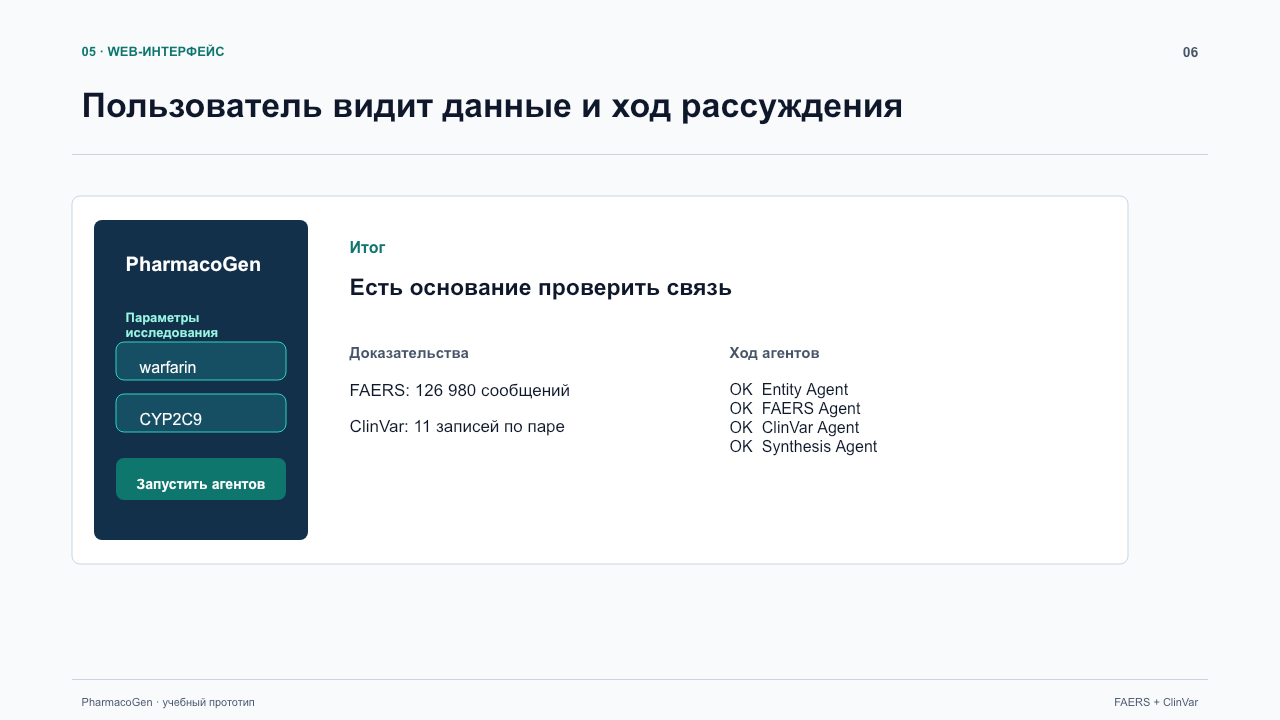 05 · WEB-ИНТЕРФЕЙС
06
Пользователь видит данные и ход рассуждения
PharmacoGen
Параметры
исследования
warfarin
CYP2C9
Запустить агентов
Итог
Есть основание проверить связь
Доказательства
FAERS: 126 980 сообщений
ClinVar: 11 записей по паре
Ход агентов
OK  Entity Agent
OK  FAERS Agent
OK  ClinVar Agent
OK  Synthesis Agent
PharmacoGen · учебный прототип
FAERS + ClinVar